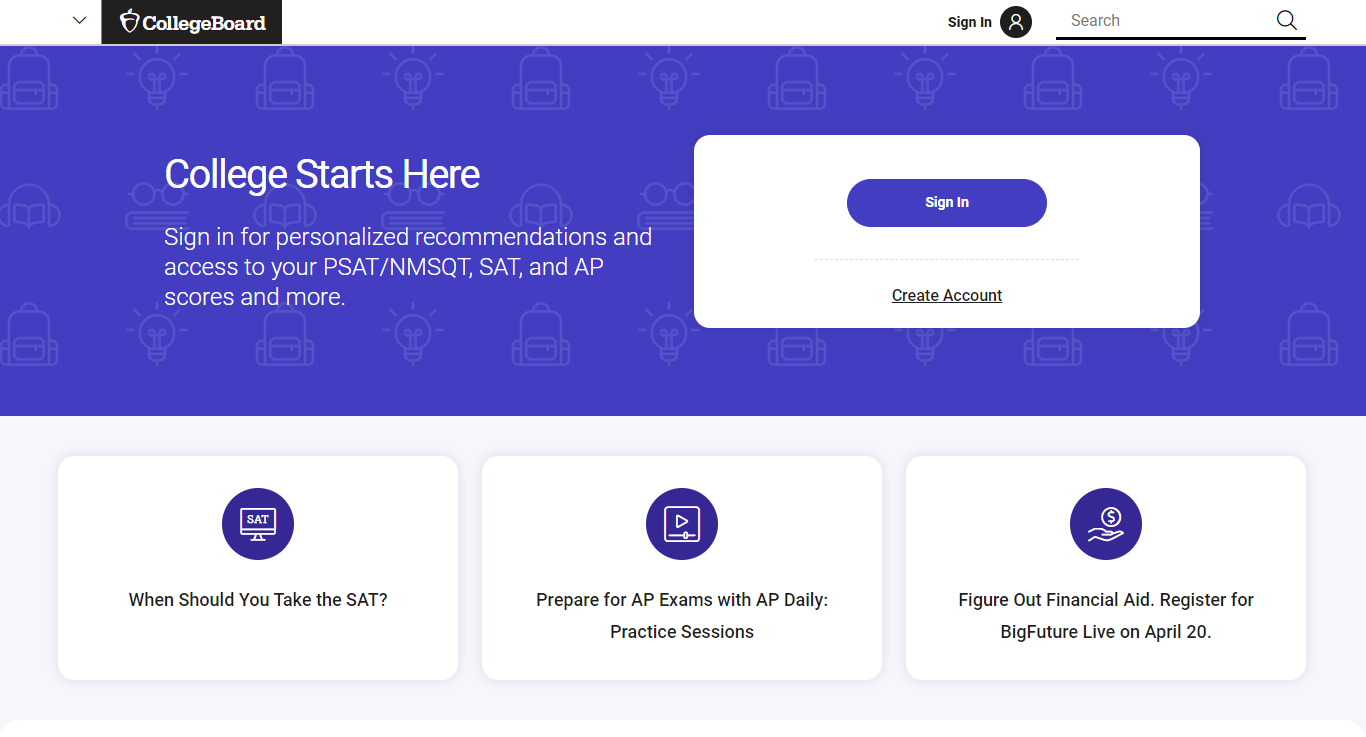 CollegeBoard
Sign In
Search
College Starts Here
Sign in for personalized recommendations and
access to your PSAT/NMSQT, SAT, and AP
scores and more.
Sign In
Create Account
SAT
When Should You Take the SAT?
Prepare for AP Exams with AP Daily:
Practice Sessions
$
Figure Out Financial Aid. Register for
BigFuture Live on April 20.